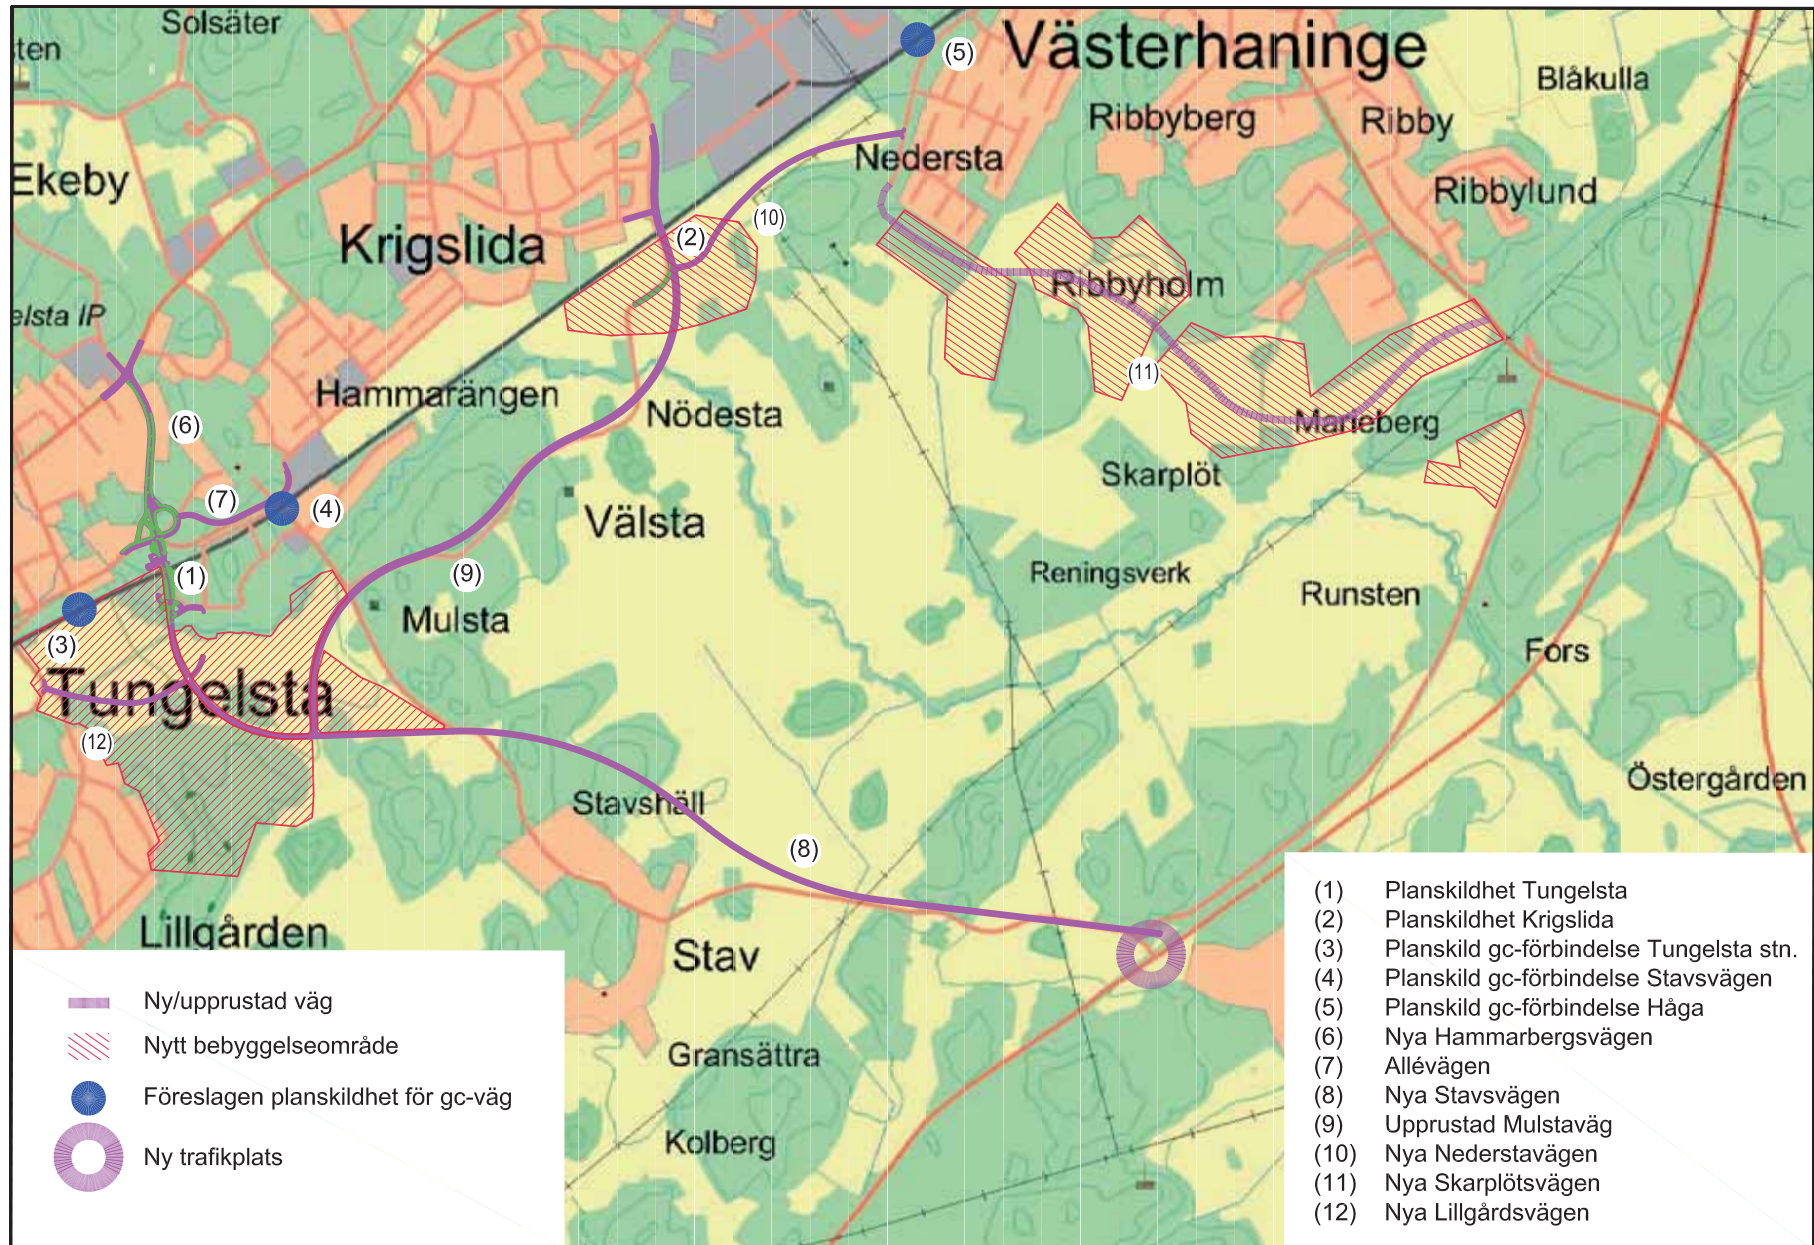 Solsäter
sten
(5)
Västerhaninge
Blåkulla
Ribbyberg
Ribby
Nedersta
Ekeby
Ribbylund
(10)
Krigslida
(2)
Ribbyholm
elsta IP
(11)
Hammarängen
Nödesta
Marieberg
(6)
Skarplöt
(7)
(4)
Välsta
(9)
(1)
Reningsverk
Runsten
Mulsta
(3)
Fors
Tungelsta
(12)
Östergården
Stavshäll
(8)
Lillgården
Stav
Gransättra
Kolberg
Ny/upprustad väg
Nytt bebyggelseområde
Föreslagen planskildhet för gc-väg
Ny trafikplats
(1) Planskildhet Tungelsta
(2) Planskildhet Krigslida
(3) Planskild gc-förbindelse Tungelsta stn.
(4) Planskild gc-förbindelse Stavsvägen
(5) Planskild gc-förbindelse Håga
(6) Nya Hammarbergsvägen
(7) Allévägen
(8) Nya Stavsvägen
(9) Upprustad Mulstaväg
(10) Nya Nederstavägen
(11) Nya Skarplötsvägen
(12) Nya Lillgårdsvägen